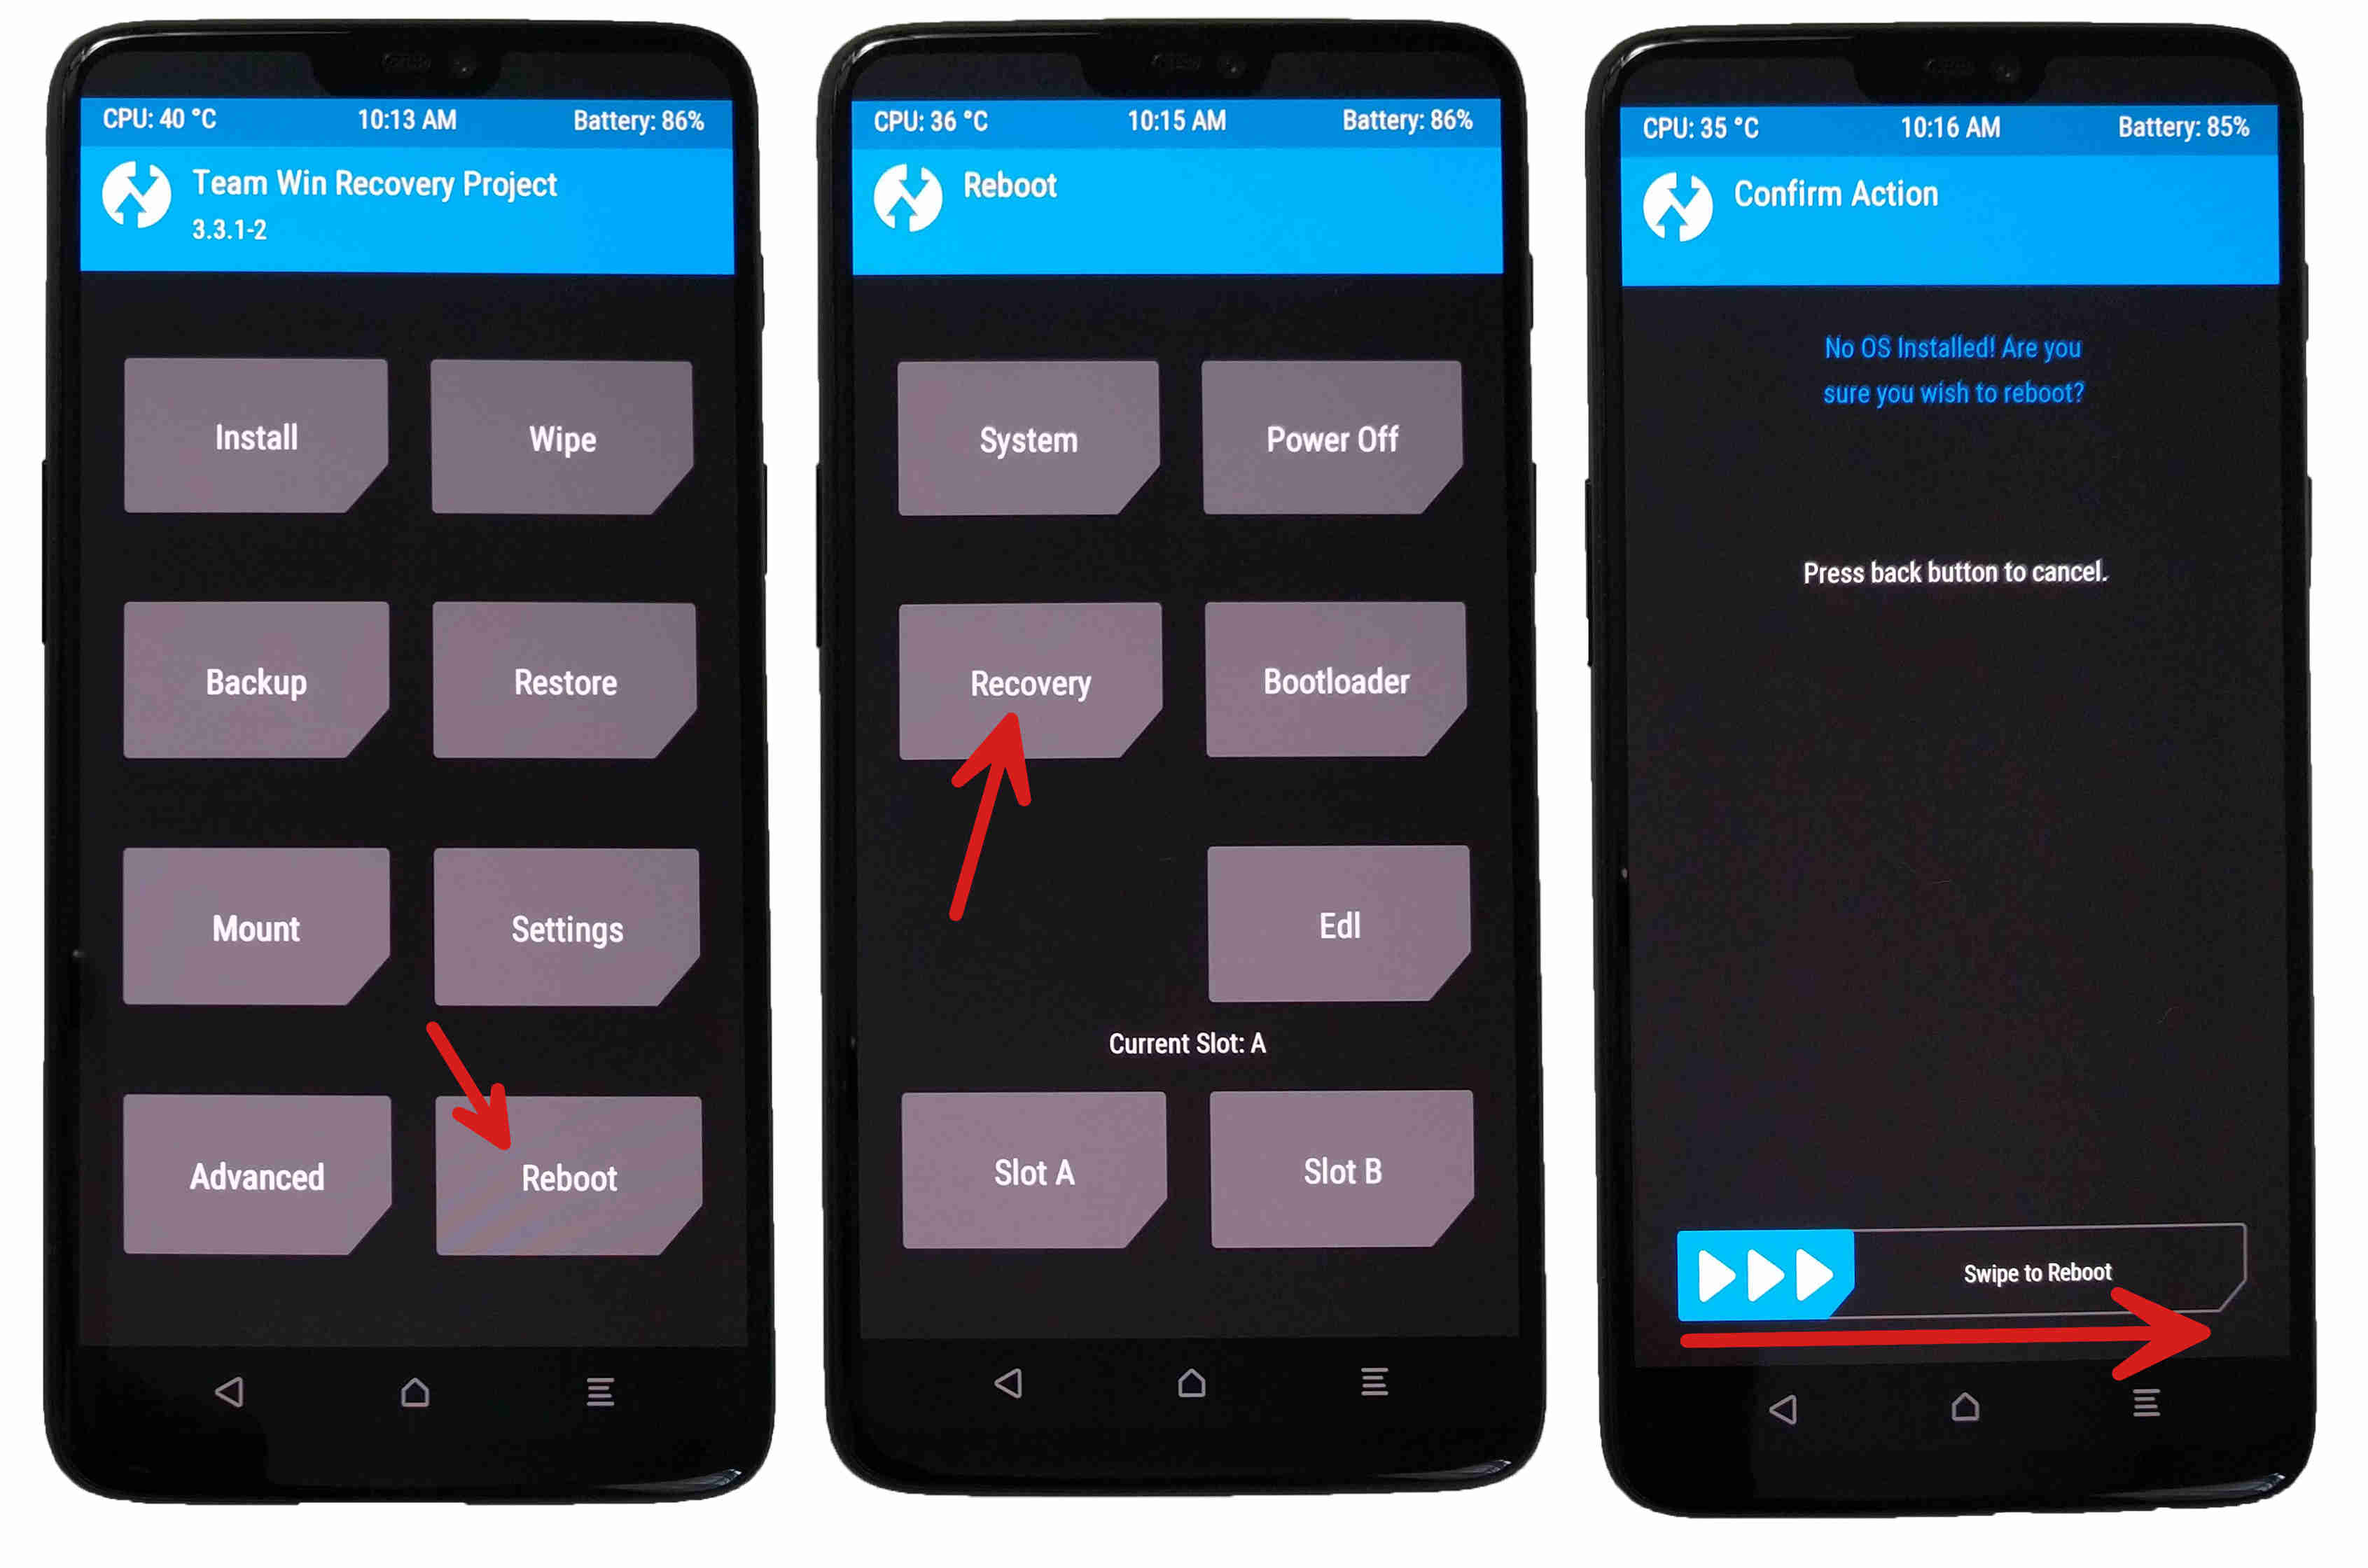 CPU: 40 °C 10:13 AM Battery: 86%
Team Win Recovery Project
3.3.1-2
Install Wipe
Backup Restore
Mount Settings
Advanced Reboot
CPU: 36 °C 10:15 AM Battery: 86%
Reboot
System Power Off
Recovery Bootloader
Edl
Current Slot: A
Slot A Slot B
CPU: 35 °C 10:16 AM Battery: 85%
Confirm Action
No OS Installed! Are you
sure you wish to reboot?
Press back button to cancel.
Swipe to Reboot